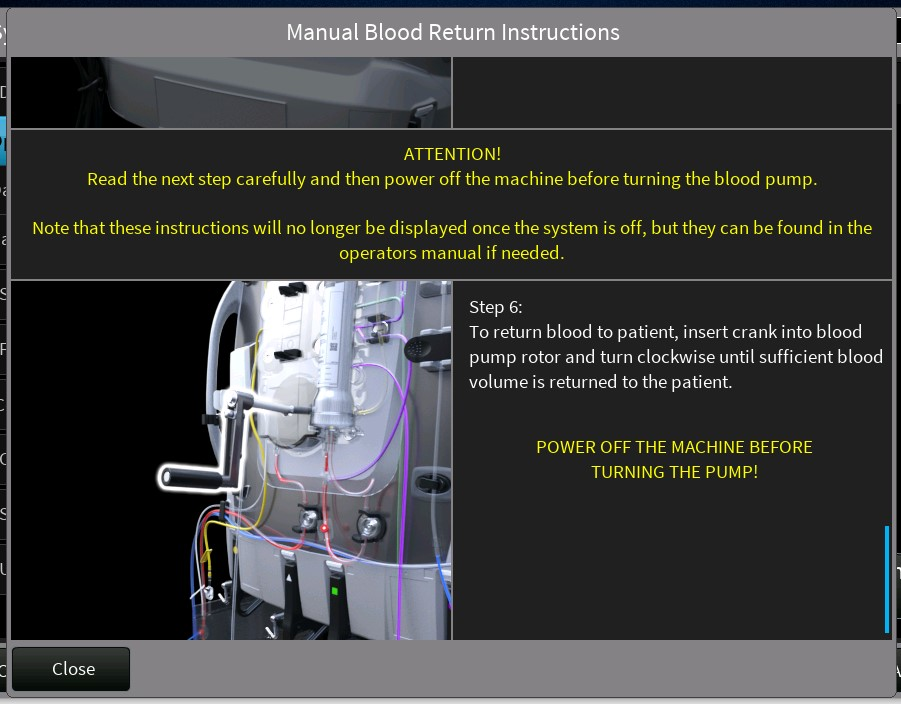 Manual Blood Return Instructions
ATTENTION!
Read the next step carefully and then power off the machine before turning the blood pump.
Note that these instructions will no longer be displayed once the system is off, but they can be found in the
operators manual if needed.
Step 6:
To return blood to patient, insert crank into blood
pump rotor and turn clockwise until sufficient blood
volume is returned to the patient.
POWER OFF THE MACHINE BEFORE
TURNING THE PUMP!
Close